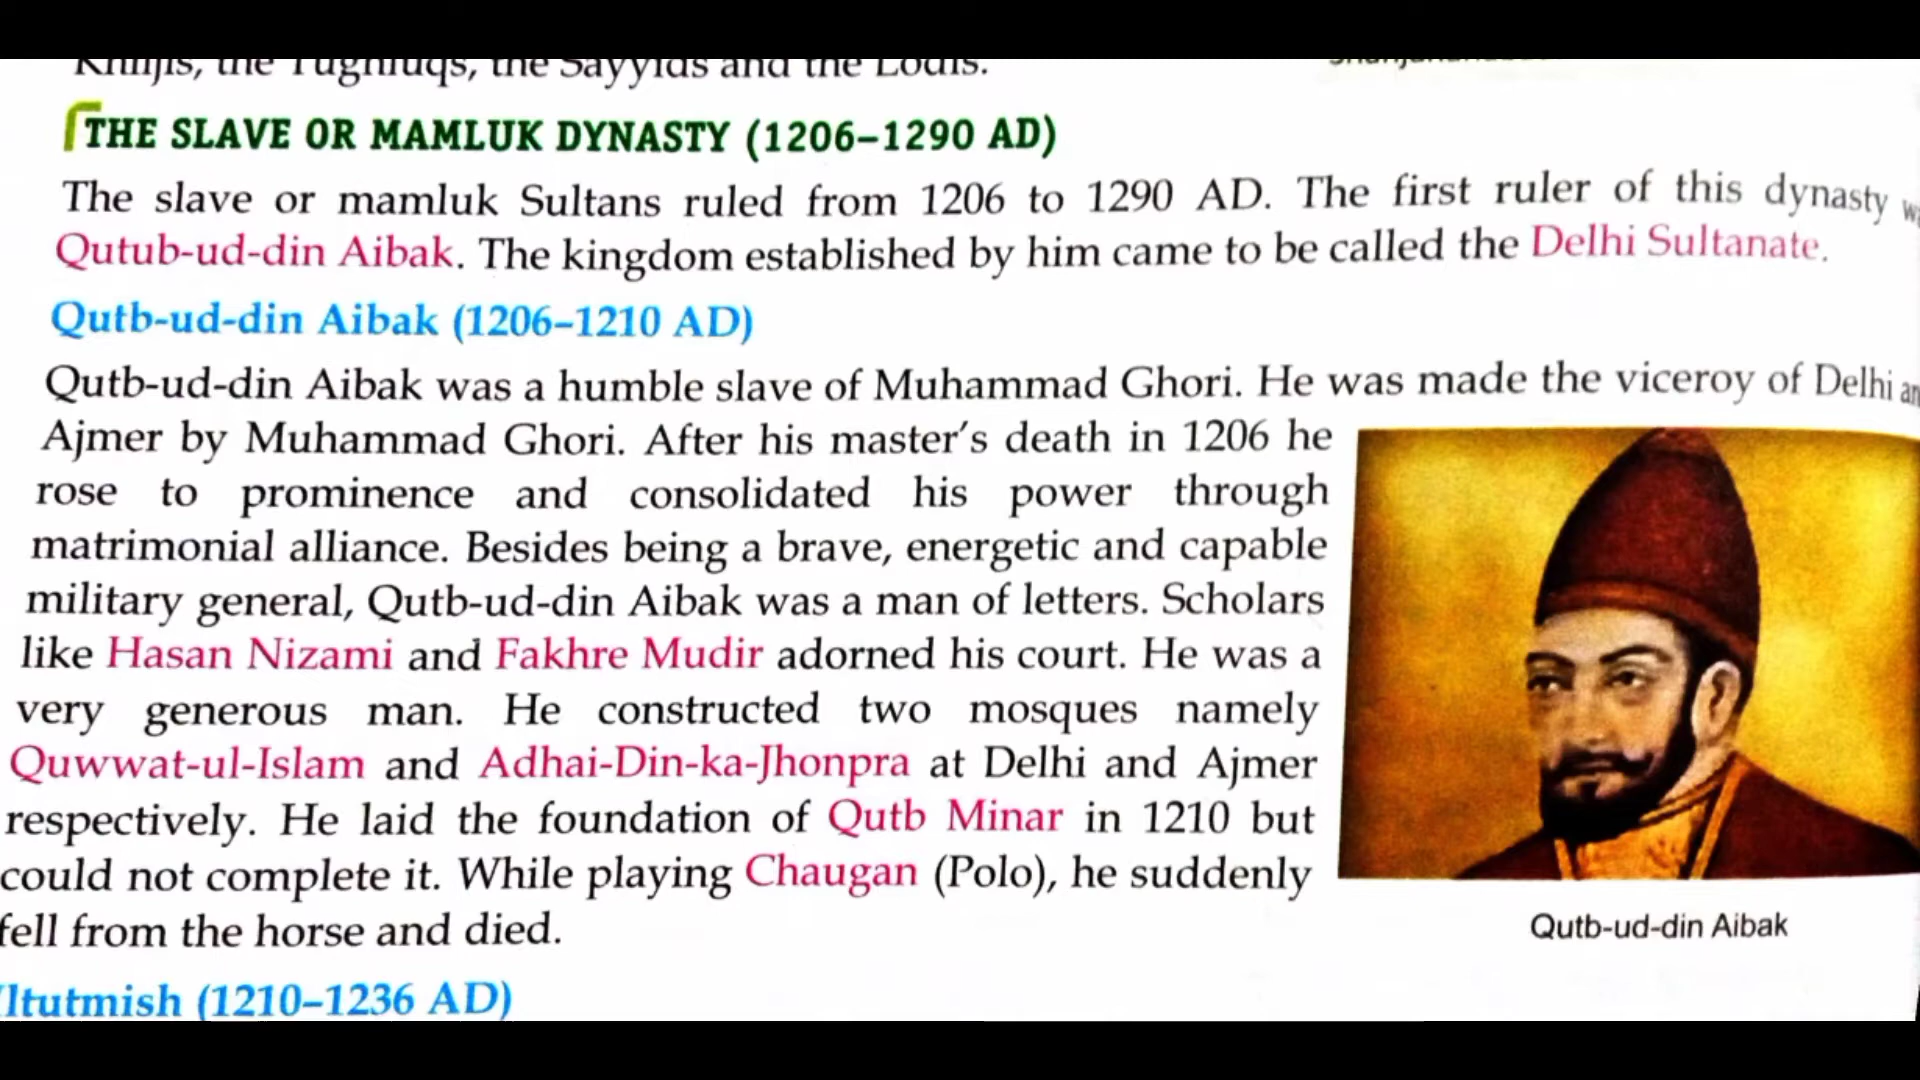 Khiljis, the Tughluqs, the Sayyids and the Lodis.
THE SLAVE OR MAMLUK DYNASTY (1206–1290 AD)
The slave or mamluk Sultans ruled from 1206 to 1290 AD. The first ruler of this dynasty
Qutub-ud-din Aibak. The kingdom established by him came to be called the Delhi Sultanate.
Qutb-ud-din Aibak (1206–1210 AD)
Qutb-ud-din Aibak was a humble slave of Muhammad Ghori. He was made the viceroy of Delhi
Ajmer by Muhammad Ghori. After his master's death in 1206 he
rose to prominence and consolidated his power through
matrimonial alliance. Besides being a brave, energetic and capable
military general, Qutb-ud-din Aibak was a man of letters. Scholars
like Hasan Nizami and Fakhre Mudir adorned his court. He was a
very generous man. He constructed two mosques namely
Quwwat-ul-Islam and Adhai-Din-ka-Jhonpra at Delhi and Ajmer
respectively. He laid the foundation of Qutb Minar in 1210 but
could not complete it. While playing Chaugan (Polo), he suddenly
fell from the horse and died.
Qutb-ud-din Aibak
Iltutmish (1210–1236 AD)